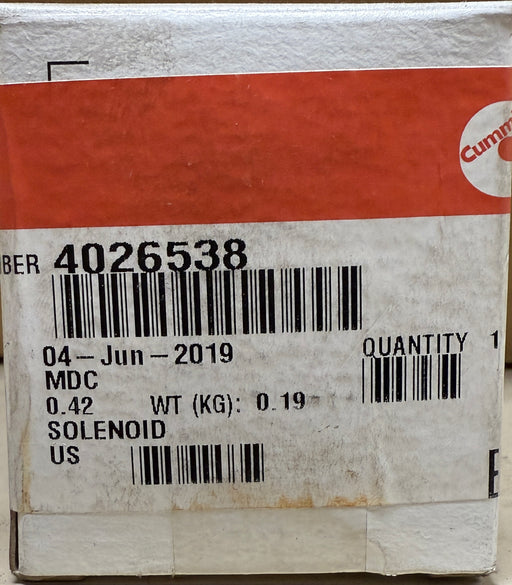 Cumm
BER 4026538
04-Jun-2019
QUANTITY 1
MDC
0.42 WT (KG): 0.19
SOLENOID
US
E